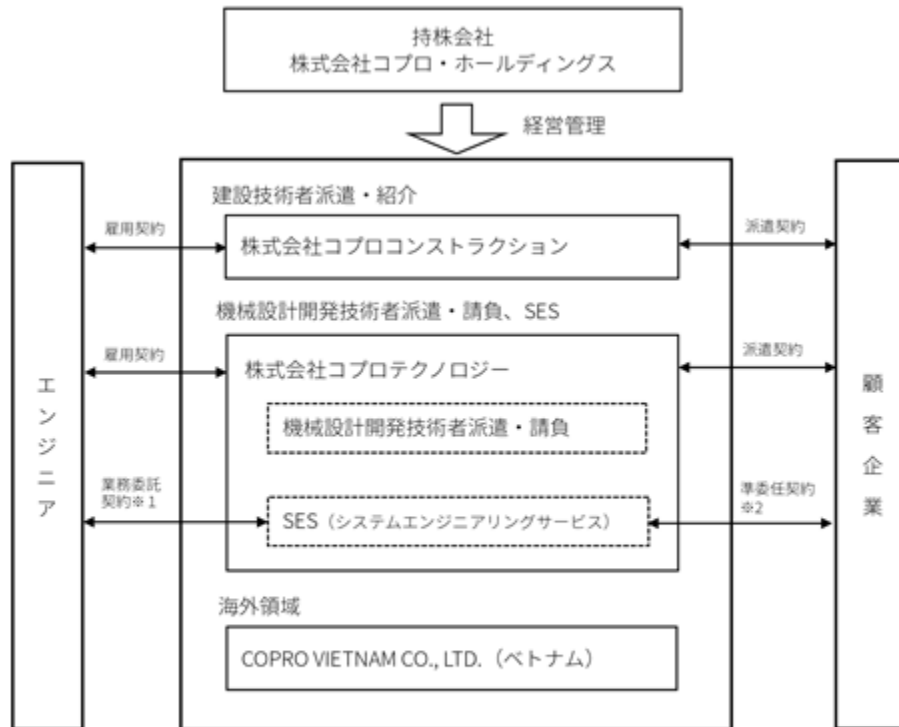 持株会社
株式会社コプロ・ホールディングス
経営管理
建設技術者派遣・紹介
雇用契約
株式会社コプロコンストラクション
派遣契約
機械設計開発技術者派遣・請負、SES
雇用契約
株式会社コプロテクノロジー
派遣契約
エンジニア
機械設計開発技術者派遣・請負
顧客企業
業務委託
契約※1
SES(システムエンジニアリングサービス)
準委任契約
※2
海外領域
COPRO VIETNAM CO., LTD.(ベトナム)